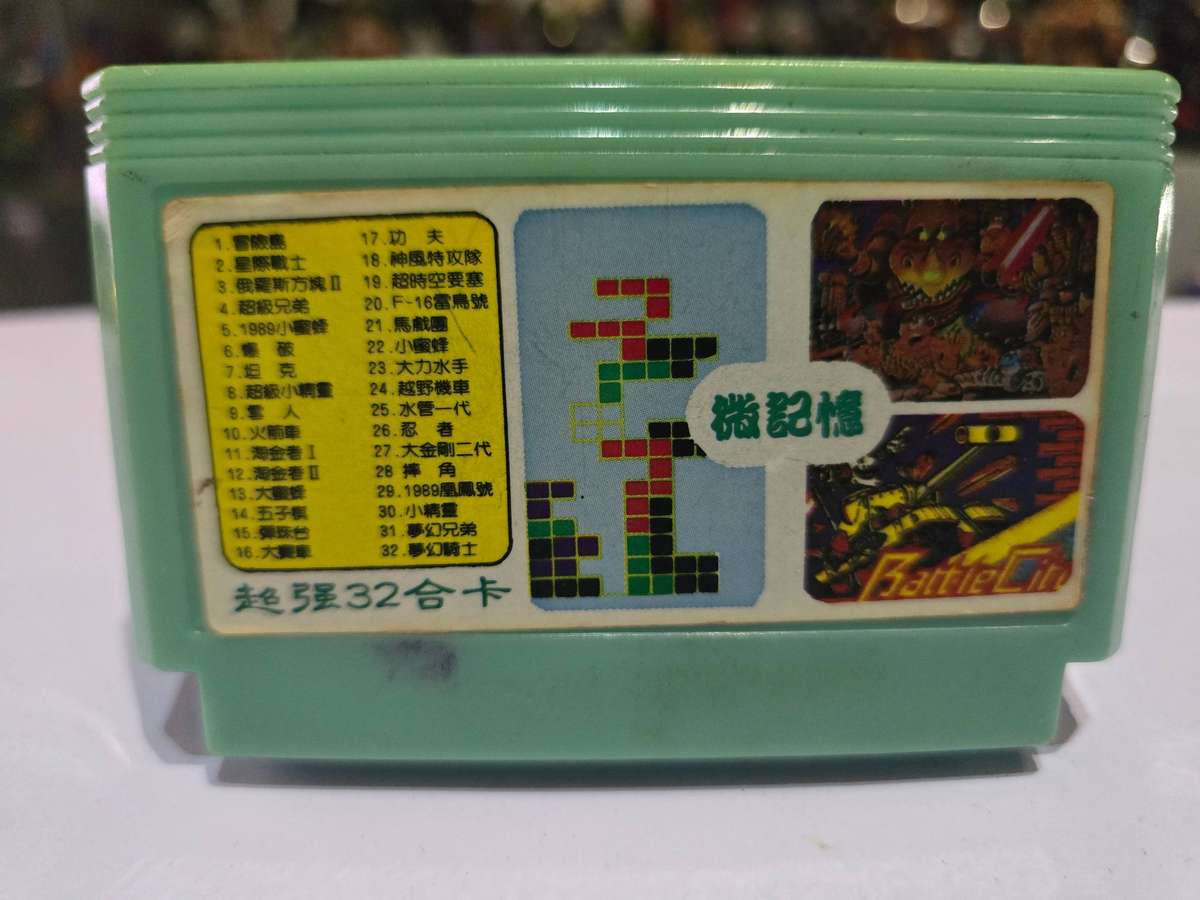 1.冒險島
2.星際戰士
3.俄羅斯方塊Ⅱ
4.超級兄弟
5.1989小蜜蜂
6.爆 破
7.坦 克
8.超級小精靈
9.雪 人
10.火箭車
11.淘金者Ⅰ
12.淘金者Ⅱ
13.大蜜蜂
14.五子棋
15.彈珠台
16.大賽車
17.功 夫
18.神風特攻隊
19.超時空要塞
20.F-16雷鳥號
21.馬戲團
22.小蜜蜂
23.大力水手
24.越野機車
25.水管一代
26.忍 者
27.大金剛二代
28 摔 角
29.1989凰鳳號
30.小精靈
31.夢幻兄弟
32.夢幻騎士
超强32合卡
微記憶
BattleCity